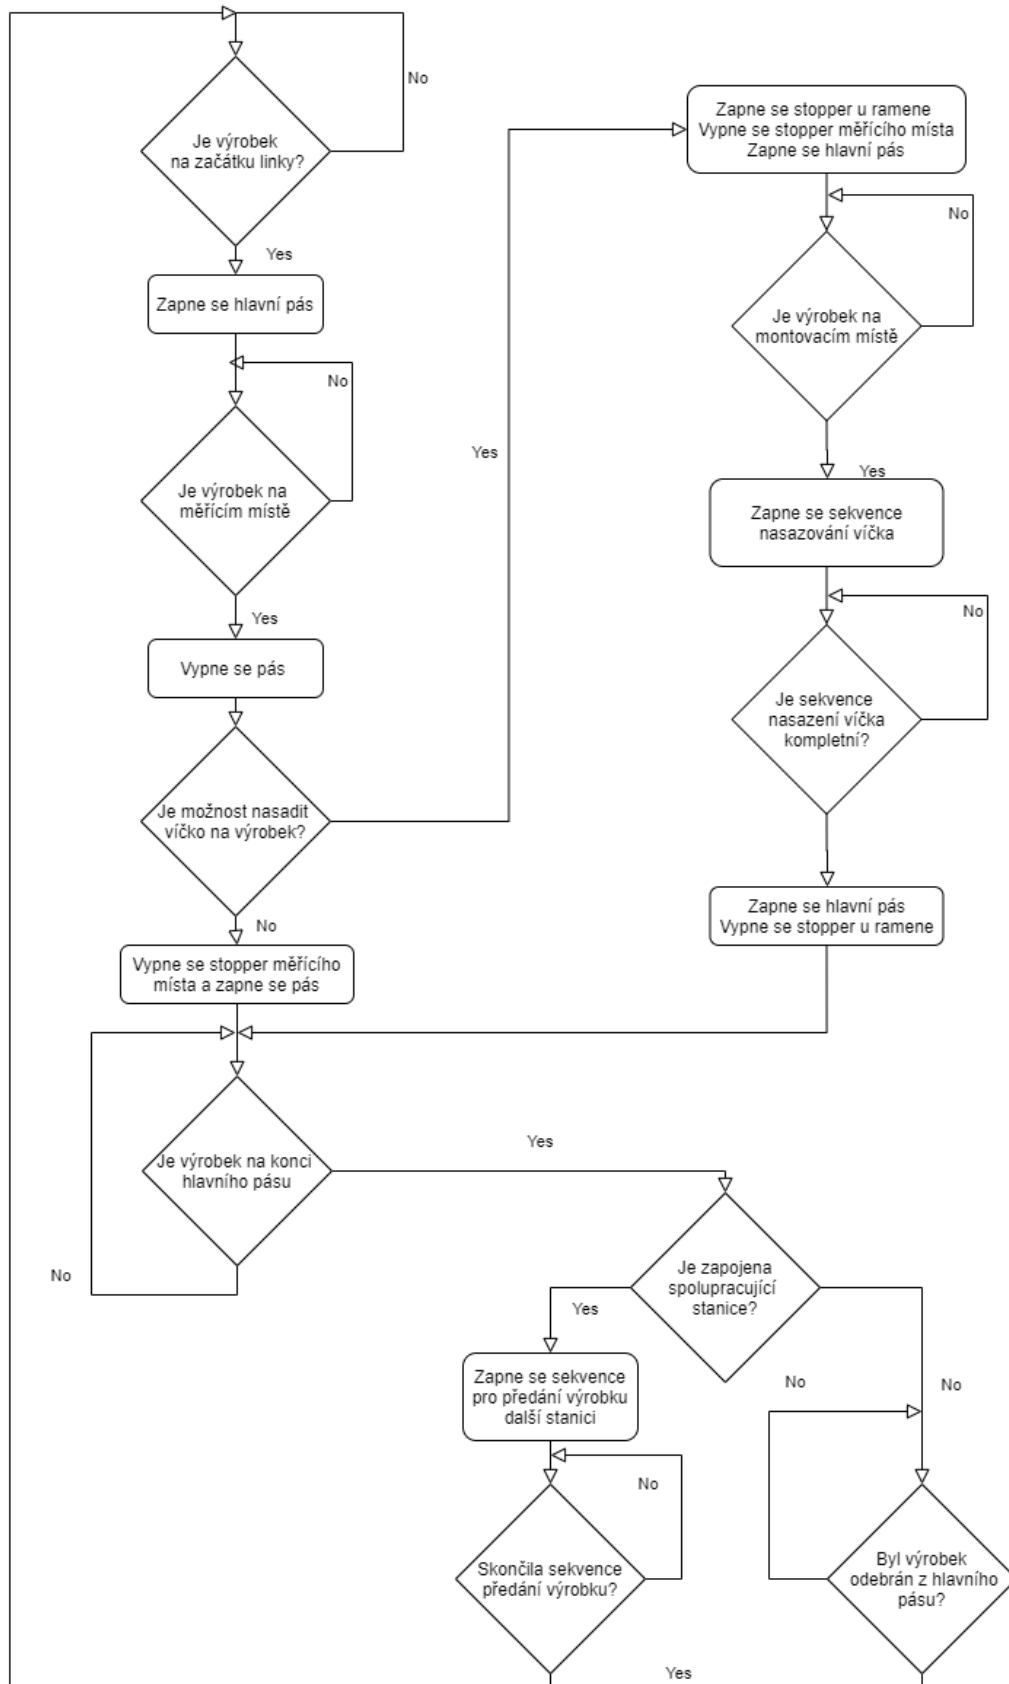 No
Je výrobek
na začátku linky?
Yes
Zapne se hlavní pás
No
Je výrobek na
měřícím místě
Yes
Vypne se pás
Je možnost nasadit
víčko na výrobek?
Yes
No
Vypne se stopper měřícího
místa a zapne se pás
Zapne se stopper u ramene
Vypne se stopper měřícího místa
Zapne se hlavní pás
No
Je výrobek na
montovacím místě
Yes
Zapne se sekvence
nasazování víčka
No
Je sekvence
nasazení víčka
kompletní?
Zapne se hlavní pás
Vypne se stopper u ramene
Je výrobek na konci
hlavního pásu
No
Yes
Je zapojena
spolupracující
stanice?
Yes
Zapne se sekvence
pro předání výrobku
další stanici
No
Skončila sekvence
předání výrobku?
No
No
Byl výrobek
odebrán z hlavního
pásu?
Yes